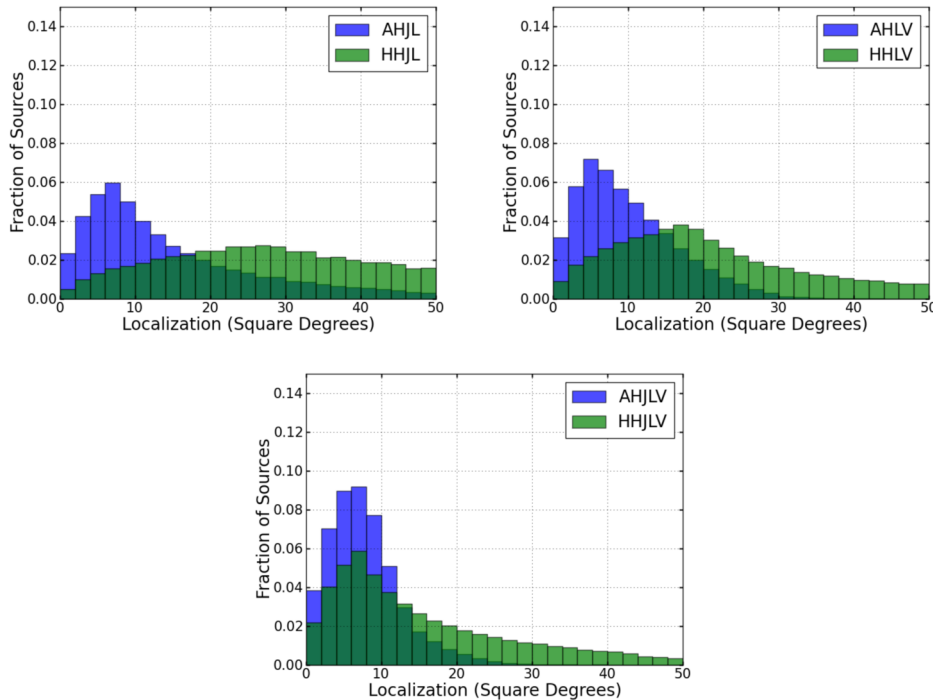 0.14
0.12
0.10
0.08
0.06
0.04
0.02
0.00
Fraction of Sources
AHJL
HHJL
0 10 20 30 40 50
Localization (Square Degrees)
0.14
0.12
0.10
0.08
0.06
0.04
0.02
0.00
Fraction of Sources
AHLV
HHLV
0 10 20 30 40 50
Localization (Square Degrees)
0.14
0.12
0.10
0.08
0.06
0.04
0.02
0.00
Fraction of Sources
AHJLV
HHJLV
0 10 20 30 40 50
Localization (Square Degrees)